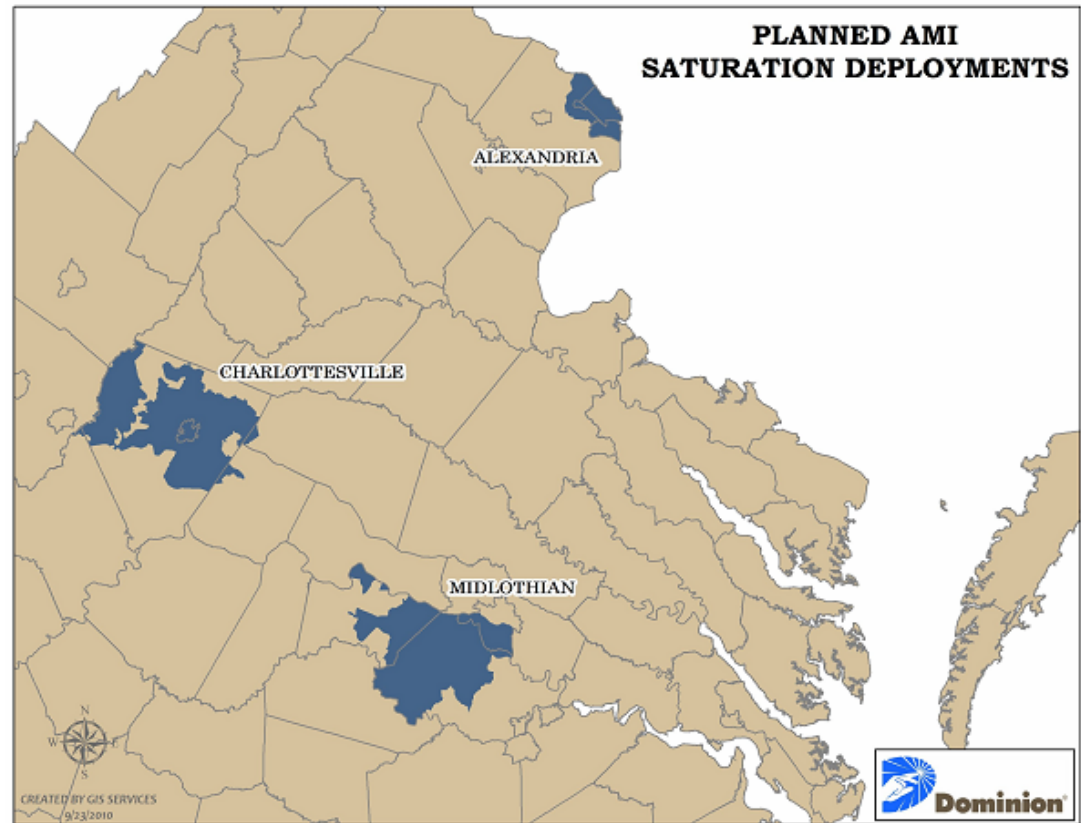 PLANNED AMI
SATURATION DEPLOYMENTS
ALEXANDRIA
CHARLOTTESVILLE
MIDLOTHIAN
N
W E
S
CREATED BY GIS SERVICES
9/23/2010
Dominion®